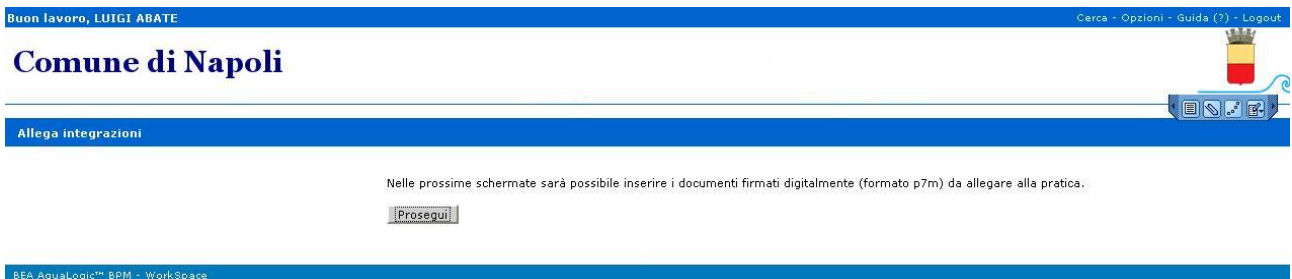 Buon lavoro, LUIGI ABATE
Cerca - Opzioni - Guida (?) - Logout
Comune di Napoli
Allega integrazioni
Nelle prossime schermate sarà possibile inserire i documenti firmati digitalmente (formato p7m) da allegare alla pratica.
Prosegui
BEA AquaLogic™ BPM - WorkSpace